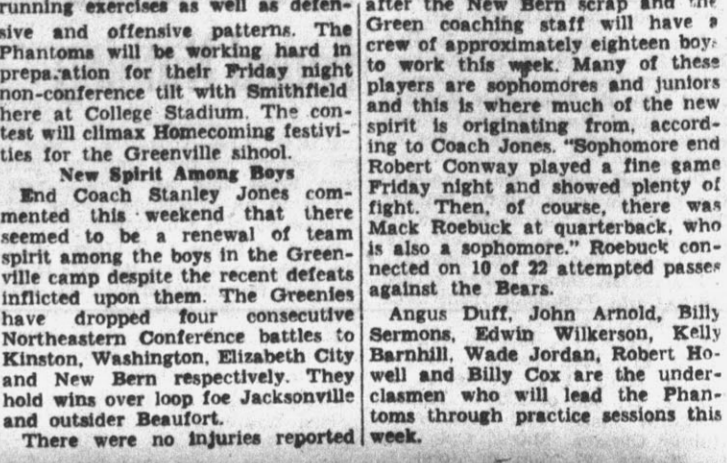 running exercises as well as defen-
sive and offensive patterns. The
Phantoms will be working hard in
preparation for their Friday night
non-conference tilt with Smithfield
here at College Stadium. The con-
test will climax Homecoming festivi-
ties for the Greenville sihool.
New Spirit Among Boys
End Coach Stanley Jones com-
mented this weekend that there
seemed to be a renewal of team
spirit among the boys in the Green-
ville camp despite the recent defeats
inflicted upon them. The Greenies
have dropped four consecutive
Northeastern Conference battles to
Kinston, Washington, Elizabeth City
and New Bern respectively. They
hold wins over loop foe Jacksonville
and outsider Beaufort.
There were no injuries reported
after the New Bern scrap and the
Green coaching staff will have a
crew of approximately eighteen boys
to work this week. Many of these
players are sophomores and juniors
and this is where much of the new
spirit is originating from, accord-
ing to Coach Jones. "Sophomore end
Robert Conway played a fine game
Friday night and showed plenty of
fight. Then, of course, there was
Mack Roebuck at quarterback, who
is also a sophomore." Roebuck con-
nected on 10 of 22 attempted passes
against the Bears.
Angus Duff, John Arnold, Billy
Sermons, Edwin Wilkerson, Kelly
Barnhill, Wade Jordan, Robert Ho-
well and Billy Cox are the under-
clasmen who will lead the Phan-
toms through practice sessions this
week.